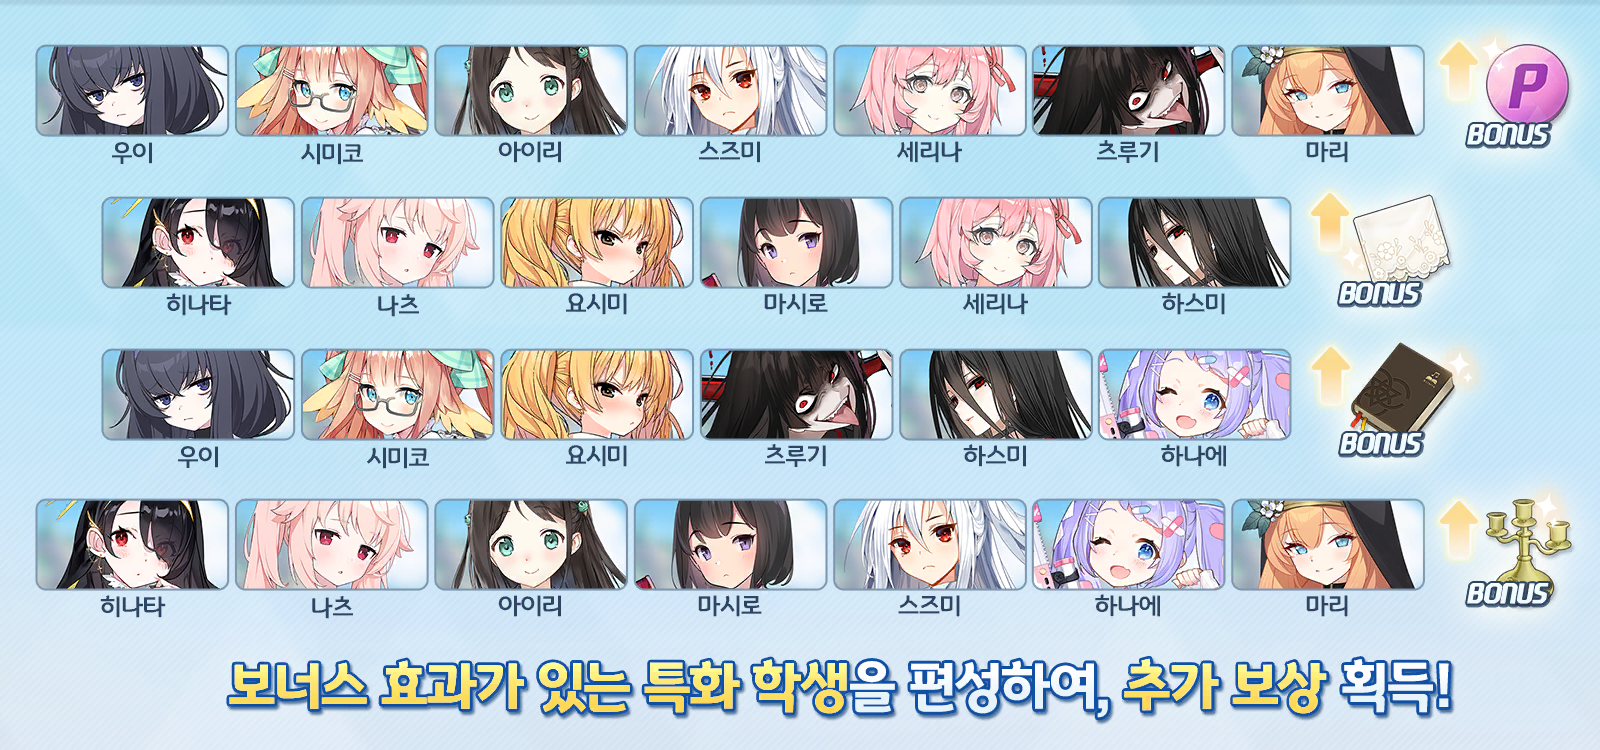 우이 시미코 아이리 스즈미 세리나 츠루기 마리
P
BONUS
히나타 나츠 요시미 마시로 세리나 하스미
BONUS
우이 시미코 요시미 츠루기 하스미 하나에
BONUS
히나타 나츠 아이리 마시로 스즈미 하나에 마리
BONUS
보너스 효과가 있는 특화 학생을 편성하여, 추가 보상 획득!